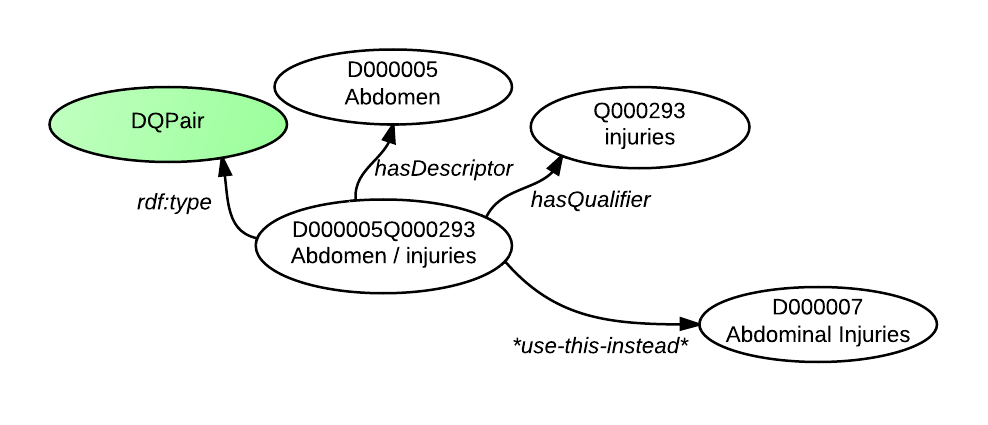 D000005
Abdomen
DQPair
Q000293
injuries
hasDescriptor
rdf:type
hasQualifier
D000005Q000293
Abdomen / injuries
D000007
Abdominal Injuries
*use-this-instead*